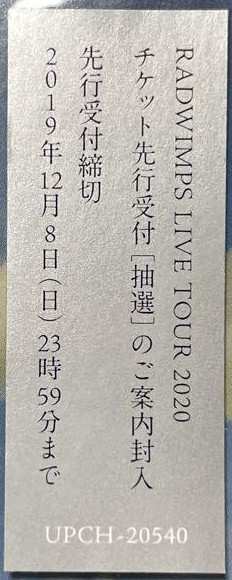 RADWIMPS LIVE TOUR 2020
チケット先行受付[抽選]のご案内封入
先行受付締切
2019年12月8日(日)23時59分まで
UPCH-20540